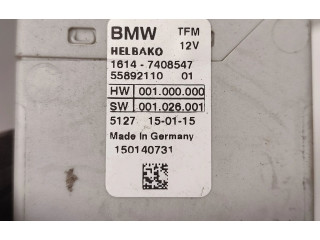 BMW TFM
HELBAKO 12V
1614 - 7408547
55892110 01
HW 001.000.000
SW 001.026.001
5127 15-01-15
Made in Germany
150140731